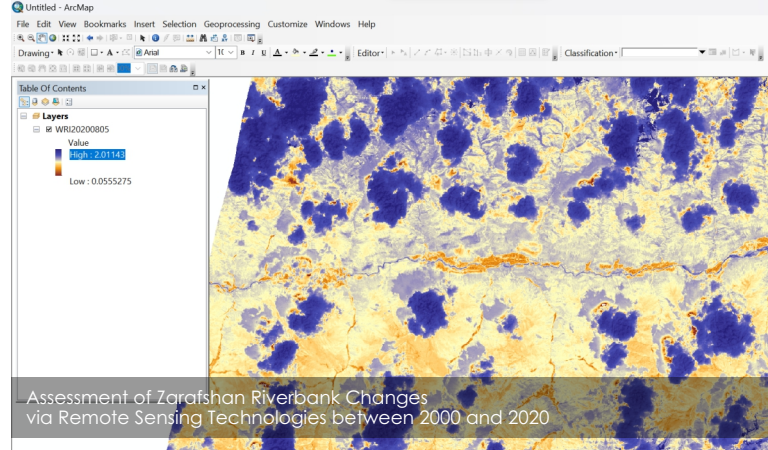 Untitled - ArcMap
File Edit View Bookmarks Insert Selection Geoprocessing Customize Windows Help
Drawing Arial B I U A Editor Classification
Table Of Contents
Layers
WRI20200805
Value
High : 2.01143
Low : 0.0555275
Assessment of Zarafshan Riverbank Changes
via Remote Sensing Technologies between 2000 and 2020